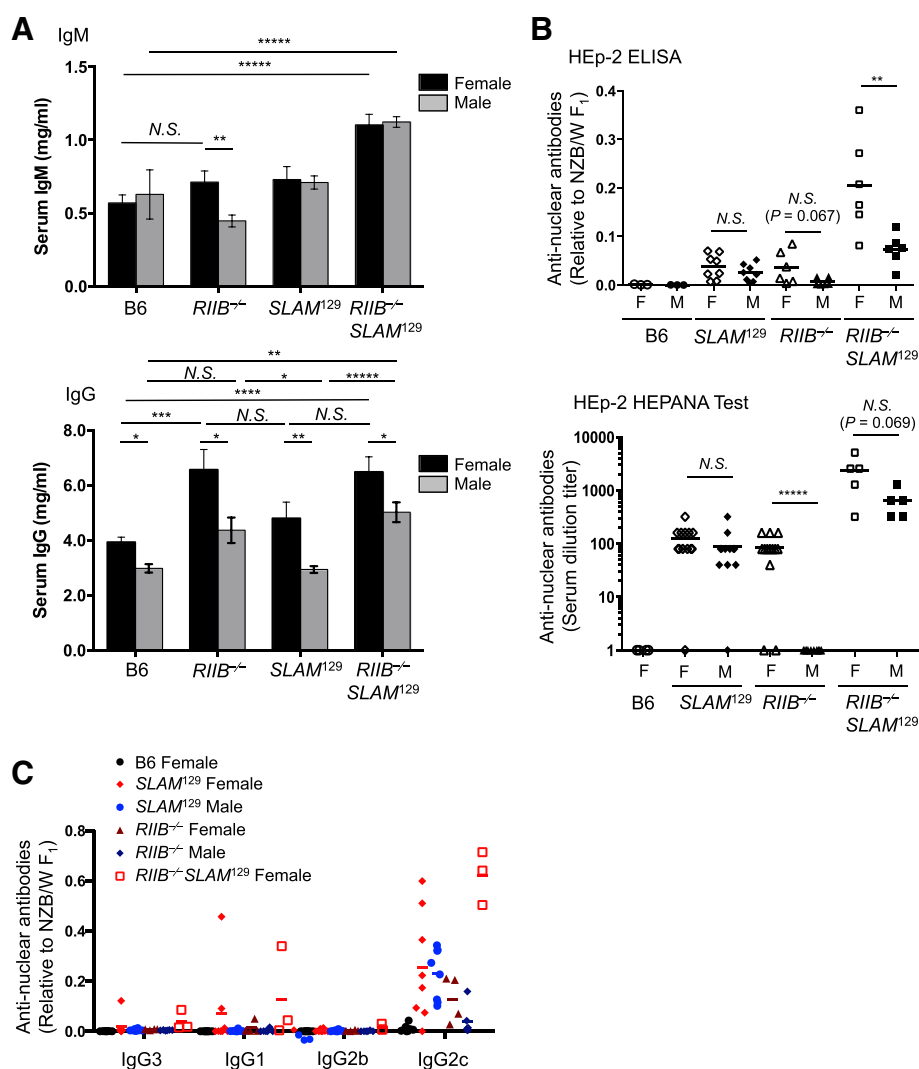 A
IgM
*****
*****
Female
Male
N.S.
**
Serum IgM (mg/ml)
1.5
1.0
0.5
0.0
B6
RIIB–/–
SLAM129
RIIB–/–
SLAM129
IgG
**
N.S.
*
*****
****
***
N.S.
N.S.
*
*
**
*
Female
Male
Serum IgG (mg/ml)
8.0
6.0
4.0
2.0
0.0
B6
RIIB–/–
SLAM129
RIIB–/–
SLAM129
B
HEp-2 ELISA
Anti-nuclear antibodies
(Relative to NZB/W F1)
0.4
0.3
0.2
0.1
0.0
N.S.
N.S.
(P = 0.067)
**
F M F M F M F M
B6
SLAM129
RIIB–/–
RIIB–/–
SLAM129
HEp-2 HEPANA Test
Anti-nuclear antibodies
(Serum dilution titer)
10000
1000
100
10
1
N.S.
*****
N.S.
(P = 0.069)
F F M F M F M
B6
SLAM129
RIIB–/–
RIIB–/–
SLAM129
C
B6 Female
SLAM129 Female
SLAM129 Male
RIIB–/– Female
RIIB–/– Male
RIIB–/–SLAM129 Female
Anti-nuclear antibodies
(Relative to NZB/W F1)
0.8
0.6
0.4
0.2
0.0
IgG3 IgG1 IgG2b IgG2c